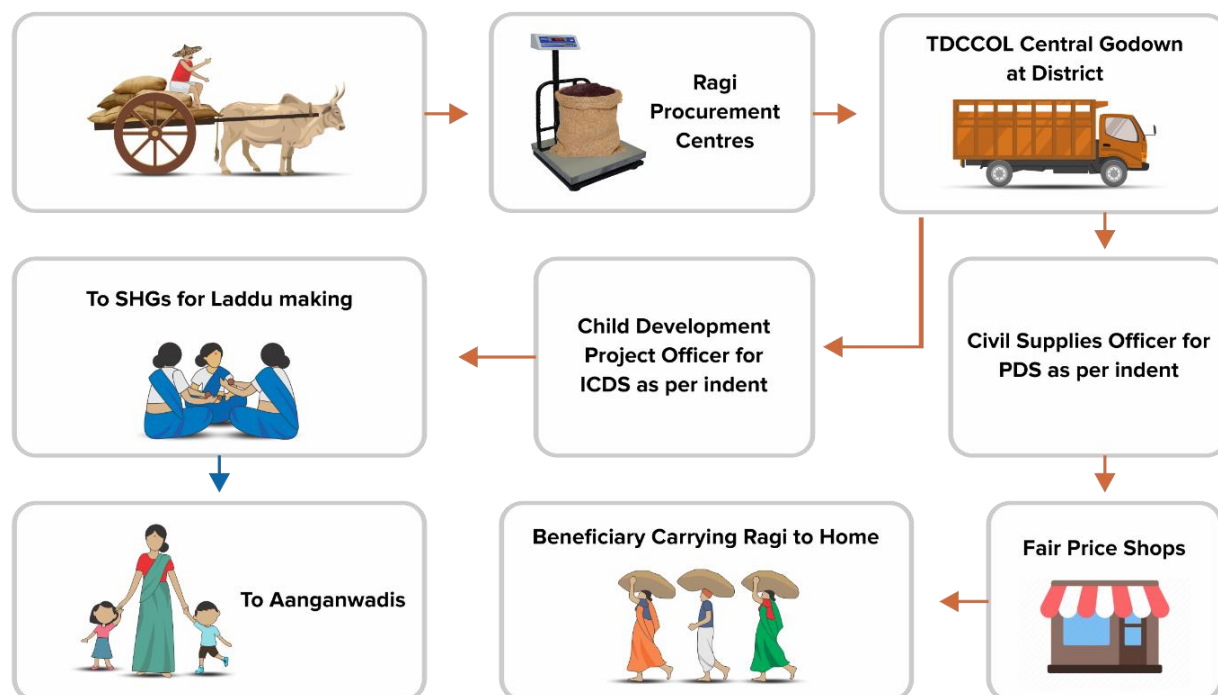 Ragi
Procurement
Centres
TDCCOL Central Godown
at District
To SHGs for Laddu making
Child Development
Project Officer for
ICDS as per indent
Civil Supplies Officer for
PDS as per indent
To Aanganwadis
Beneficiary Carrying Ragi to Home
Fair Price Shops